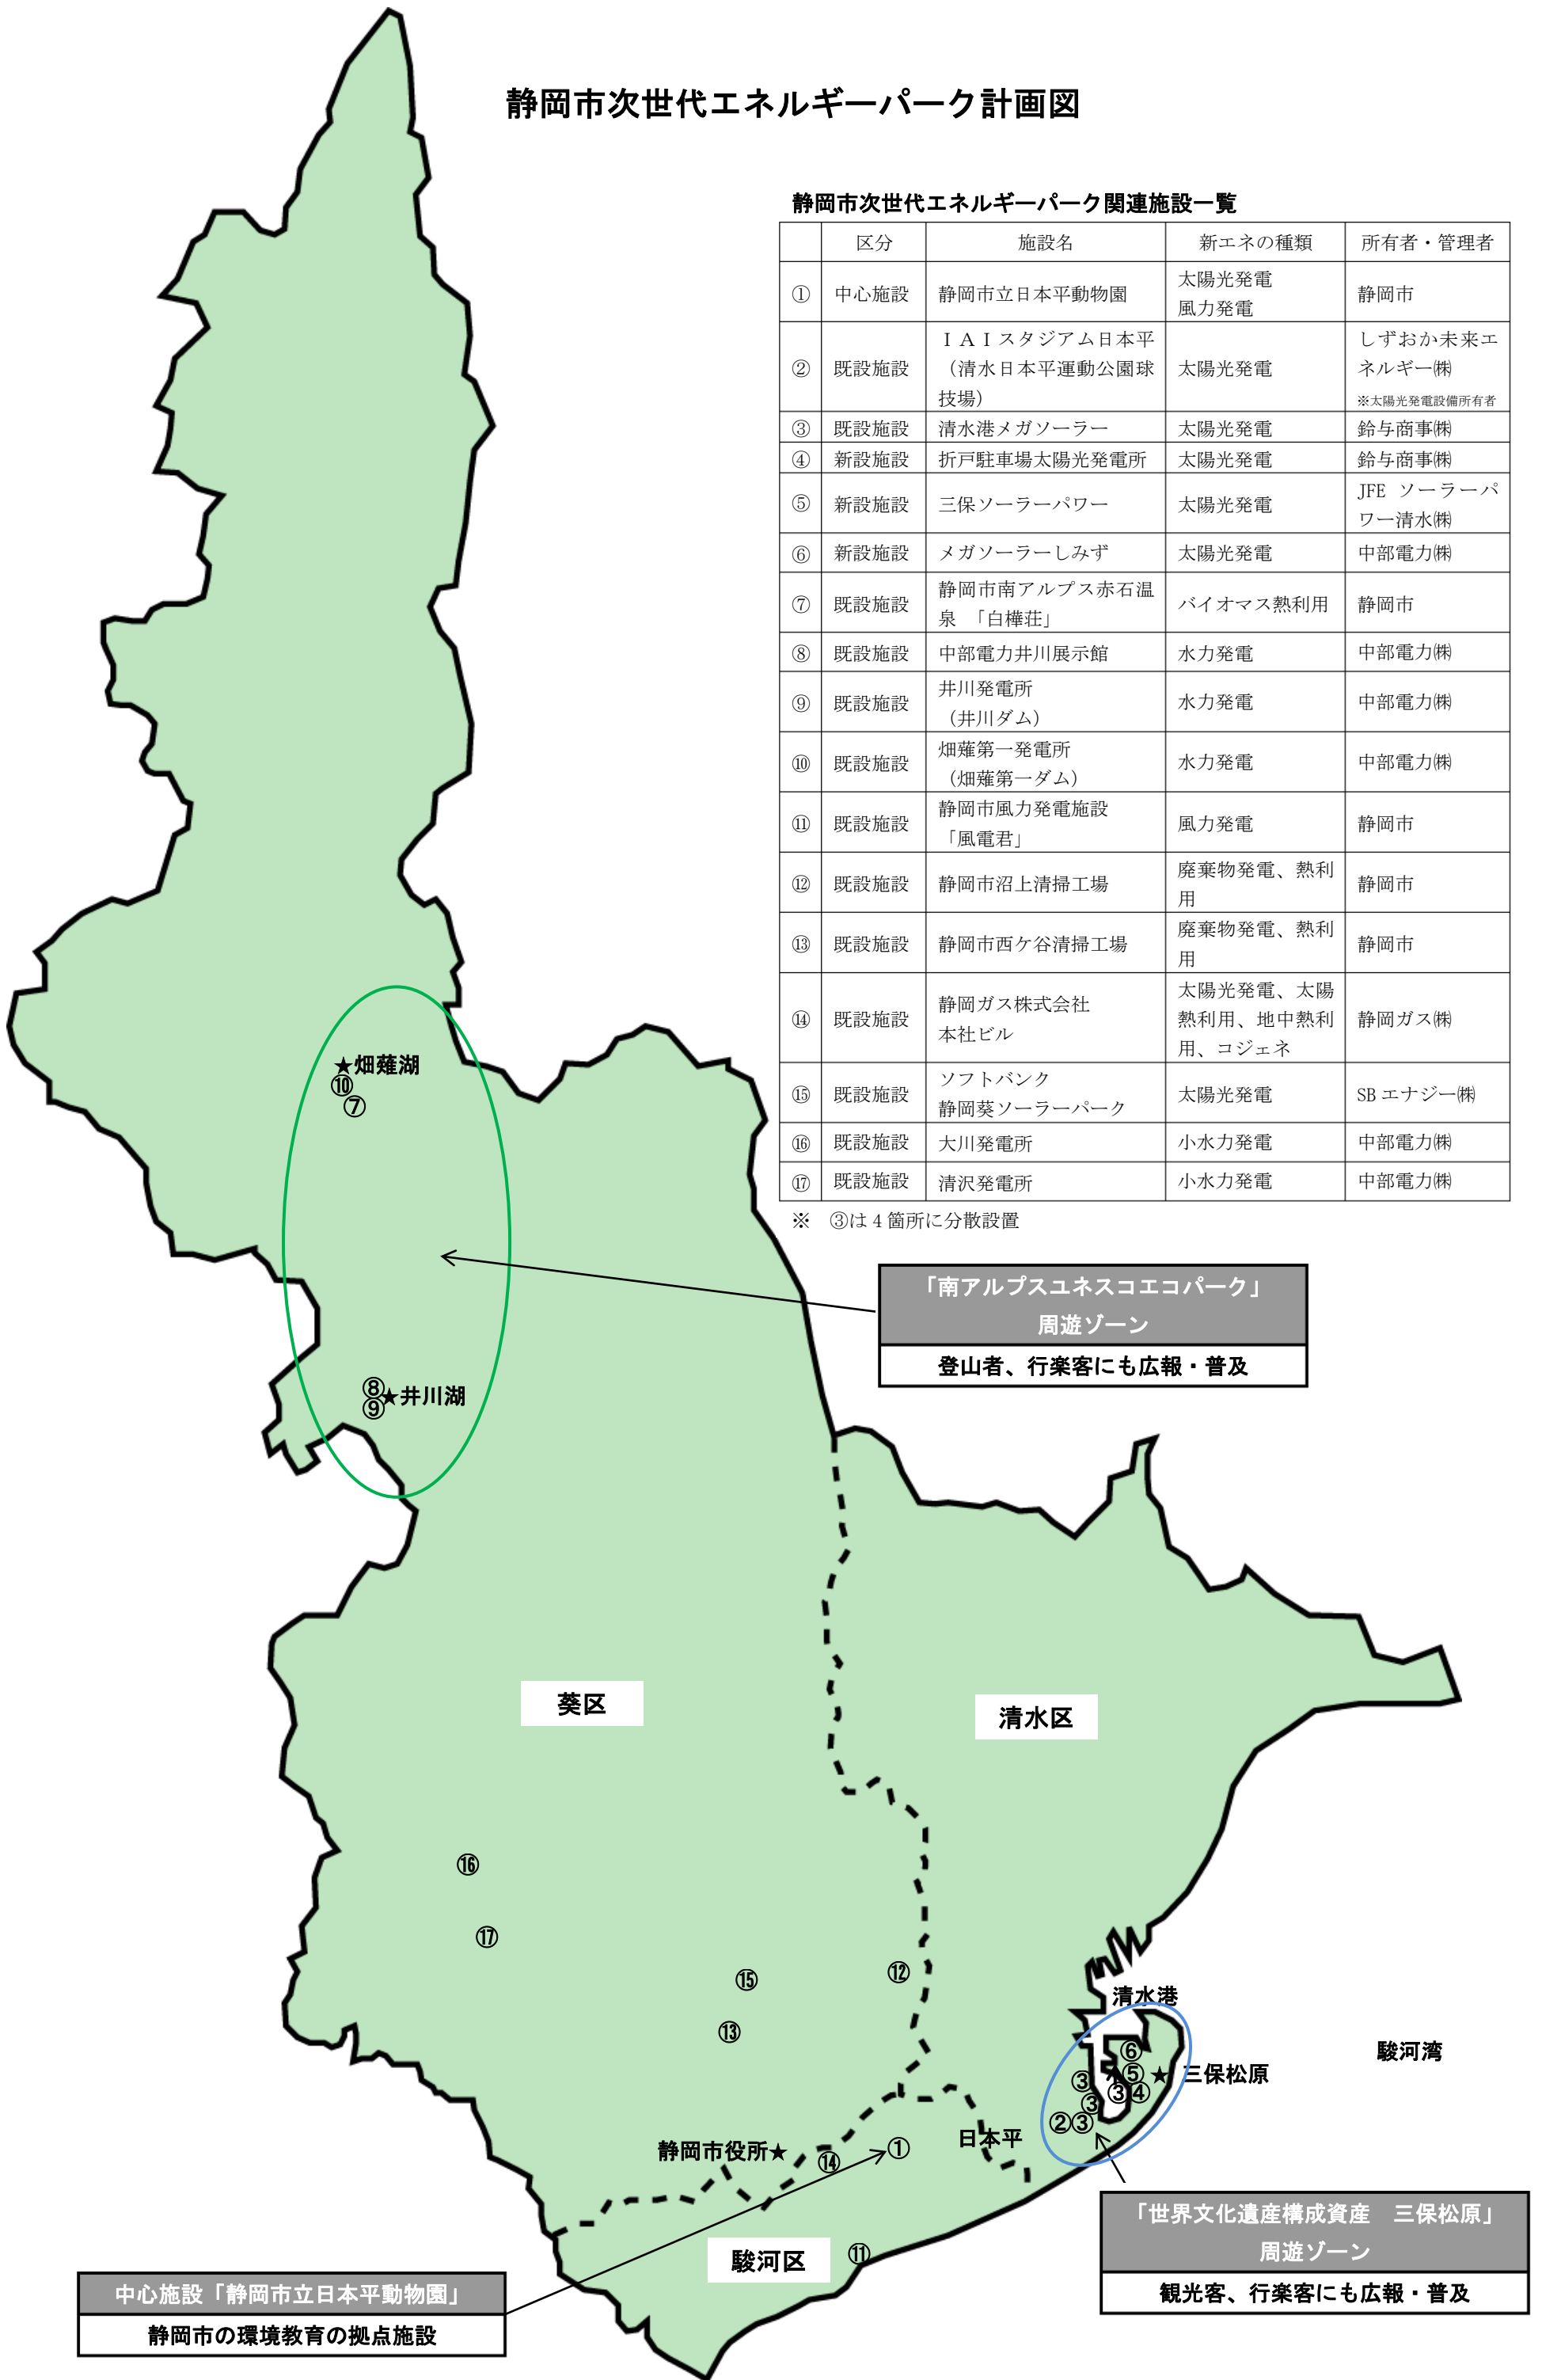 静岡市次世代エネルギーパーク計画図
静岡市次世代エネルギーパーク関連施設一覧
区分 施設名 新エネの種類 所有者・管理者
① 中心施設 静岡市立日本平動物園 太陽光発電 静岡市
風力発電
② 既設施設 ＩＡＩスタジアム日本平 太陽光発電 しずおか未来エ
（清水日本平運動公園球 ネルギー㈱
技場） ※太陽光発電設備所有者
③ 既設施設 清水港メガソーラー 太陽光発電 鈴与商事㈱
④ 新設施設 折戸駐車場太陽光発電所 太陽光発電 鈴与商事㈱
⑤ 新設施設 三保ソーラーパワー 太陽光発電 JFE ソーラーパ
ワー清水㈱
⑥ 新設施設 メガソーラーしみず 太陽光発電 中部電力㈱
⑦ 既設施設 静岡市南アルプス赤石温 バイオマス熱利用 静岡市
泉 「白樺荘」
⑧ 既設施設 中部電力井川展示館 水力発電 中部電力㈱
⑨ 既設施設 井川発電所 水力発電 中部電力㈱
（井川ダム）
⑩ 既設施設 畑薙第一発電所 水力発電 中部電力㈱
（畑薙第一ダム）
⑪ 既設施設 静岡市風力発電施設 風力発電 静岡市
「風電君」
⑫ 既設施設 静岡市沼上清掃工場 廃棄物発電、熱利 静岡市
用
⑬ 既設施設 静岡市西ケ谷清掃工場 廃棄物発電、熱利 静岡市
用
⑭ 既設施設 静岡ガス株式会社 太陽光発電、太陽 静岡ガス㈱
本社ビル 熱利用、地中熱利
用、コジェネ
⑮ 既設施設 ソフトバンク 太陽光発電 SBエナジー㈱
静岡葵ソーラーパーク
⑯ 既設施設 大川発電所 小水力発電 中部電力㈱
⑰ 既設施設 清沢発電所 小水力発電 中部電力㈱
※ ③は4箇所に分散設置
★畑薙湖
⑩
⑦
「南アルプスユネスコエコパーク」
周遊ゾーン
登山者、行楽客にも広報・普及
⑧
★井川湖
⑨
葵区
清水区
⑯
⑰
⑮
⑫
⑬
清水港
⑥
⑤
★ 三保松原
駿河湾
③
③④
③
②③
日本平
静岡市役所★
⑭
①
⑪
駿河区
「世界文化遺産構成資産　三保松原」
周遊ゾーン
観光客、行楽客にも広報・普及
中心施設「静岡市立日本平動物園」
静岡市の環境教育の拠点施設